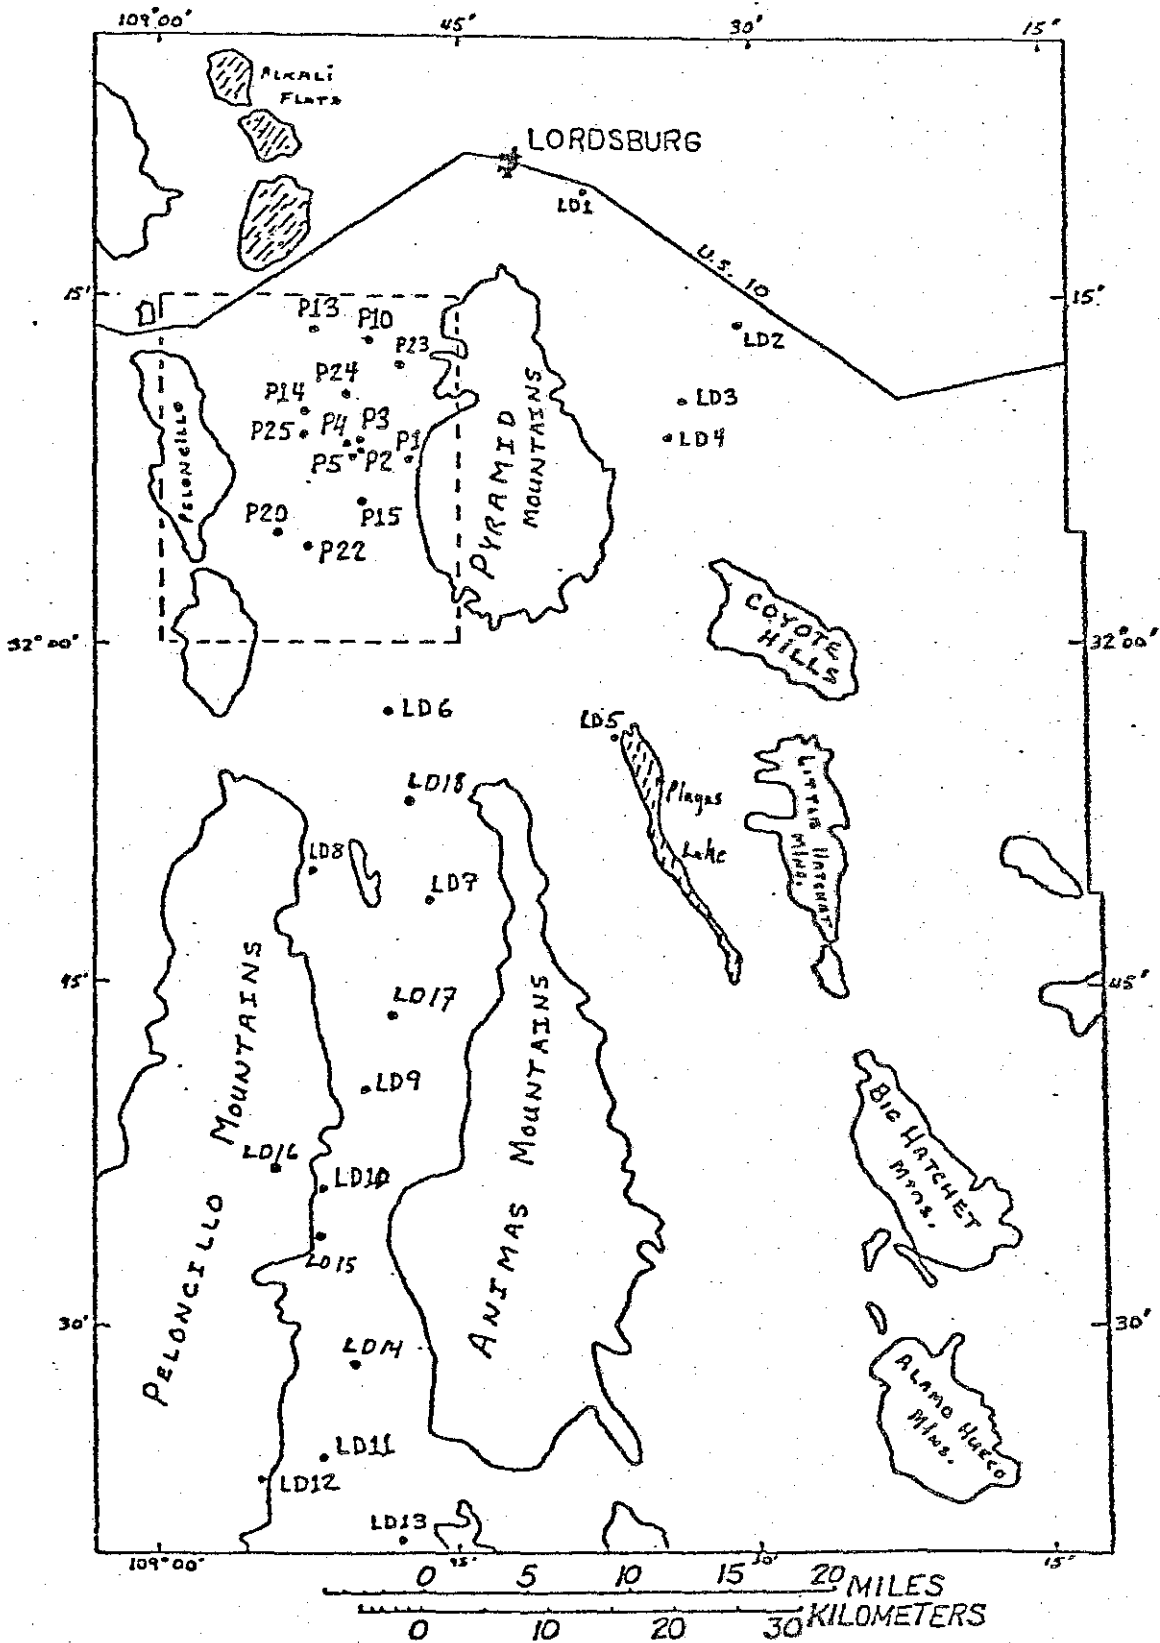 109°00'
45'
30'
15'
ALKALI
FLATS
LORDSBURG
LD1
U.S. 10
15'
15'
P13
P10
LD2
P23
P24
P14
LD3
P3
P4
P1
LD4
P25
P5
P2
PELONCILLO
PYRAMID
MOUNTAINS
P15
P20
P22
COYOTE
HILLS
32°00'
32°00'
LD6
LD5
LD18
Playas
Lake
LITTLE HATCHET
MTNS.
LD8
LD7
45'
45'
LD17
LD9
PELONCILLO MOUNTAINS
ANIMAS MOUNTAINS
BIG HATCHET
MTNS.
LD16
LD10
LD15
30'
30'
LD14
ALAMO HUECO
MTNS.
LD11
LD12
LD13
109°00'
45'
30'
15'
0 5 10 15 20 MILES
0 10 20 30 KILOMETERS